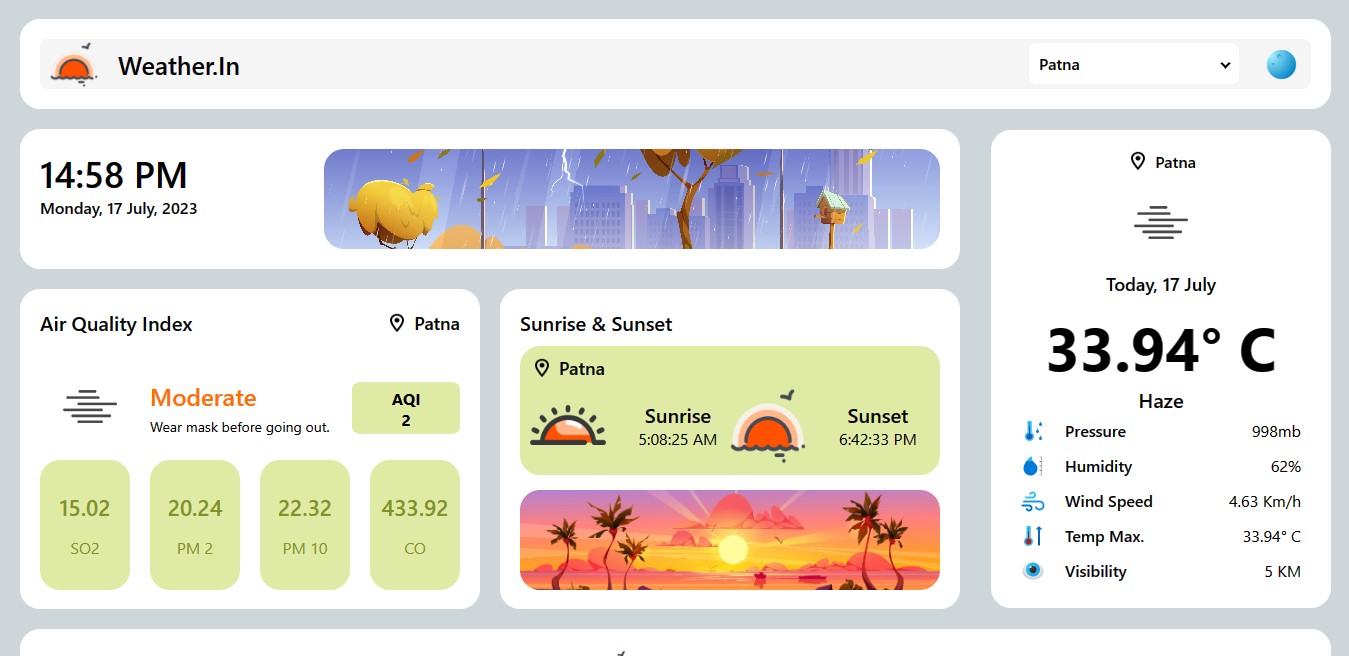 Weather.In
Patna
14:58 PM
Monday, 17 July, 2023
Air Quality Index
Patna
Moderate
Wear mask before going out.
AQI
2
15.02
SO2
20.24
PM 2
22.32
PM 10
433.92
CO
Sunrise & Sunset
Patna
Sunrise
5:08:25 AM
Sunset
6:42:33 PM
Patna
Today, 17 July
33.94° C
Haze
Pressure 998mb
Humidity 62%
Wind Speed 4.63 Km/h
Temp Max. 33.94° C
Visibility 5 KM